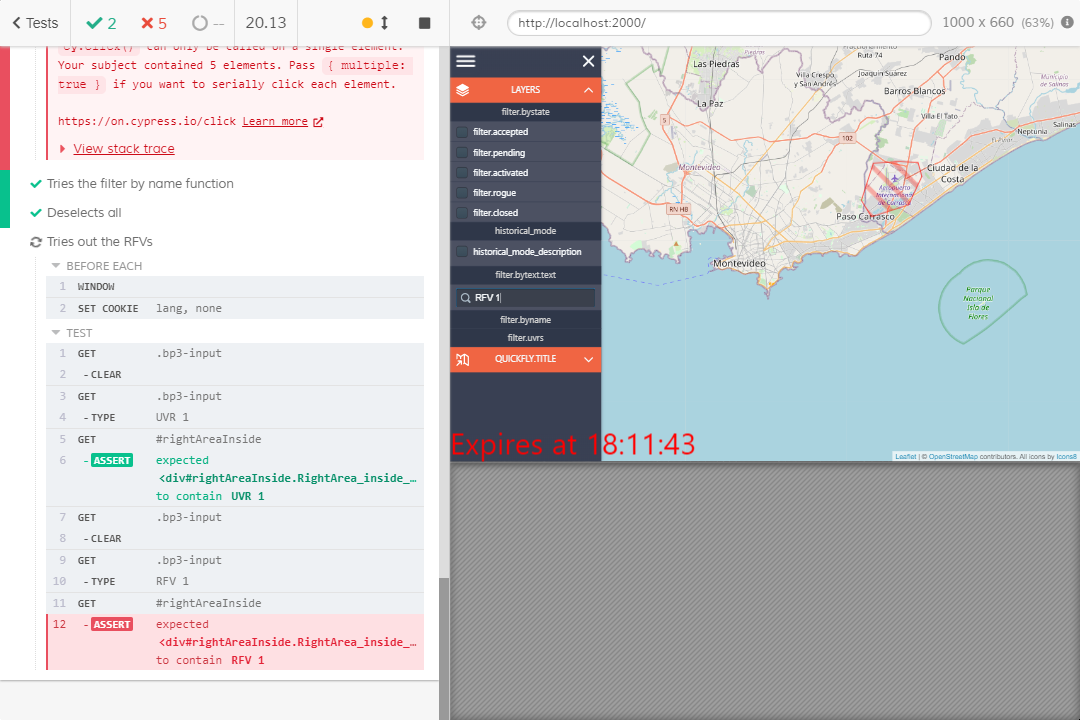 Tests
2
5
--
20.13
http://localhost:2000/
1000 x 660 (63%)
cy.click() can only be called on a single element.
Your subject contained 5 elements. Pass { multiple:
true } if you want to serially click each element.
https://on.cypress.io/click Learn more
View stack trace
Tries the filter by name function
Deselects all
Tries out the RFVs
BEFORE EACH
1 WINDOW
2 SET COOKIE lang, none
TEST
1 GET .bp3-input
2 -CLEAR
3 GET .bp3-input
4 -TYPE UVR 1
5 GET #rightAreaInside
6 -ASSERT expected
<div#rightAreaInside.RightArea_inside_…
to contain UVR 1
7 GET .bp3-input
8 -CLEAR
9 GET .bp3-input
10 -TYPE RFV 1
11 GET #rightAreaInside
12 -ASSERT expected
<div#rightAreaInside.RightArea_inside_…
to contain RFV 1
LAYERS
filter.bystate
filter.accepted
filter.pending
filter.activated
filter.rogue
filter.closed
historical_mode
historical_mode_description
filter.bytext.text
RFV 1
filter.byname
filter.uvrs
QUICKFLY.TITLE
Expires at 18:11:43
Las Piedras
Piedras
Villa Crespo
y San Andrés
Ruta 74
Joaquín Suárez
Pando
Barros Blancos
Municipio
de Salinas
La Paz
5
Villa El Tato
Salinas
Neptunia
102
El Pinar
Montevideo
Ciudad de la
Costa
Aeropuerto
Internacional
de Carrasco
RN H8
Paso Carrasco
Montevideo
Parque
Nacional
Isla de
Flores
Leaflet | © OpenStreetMap contributors. All icons by Icons8